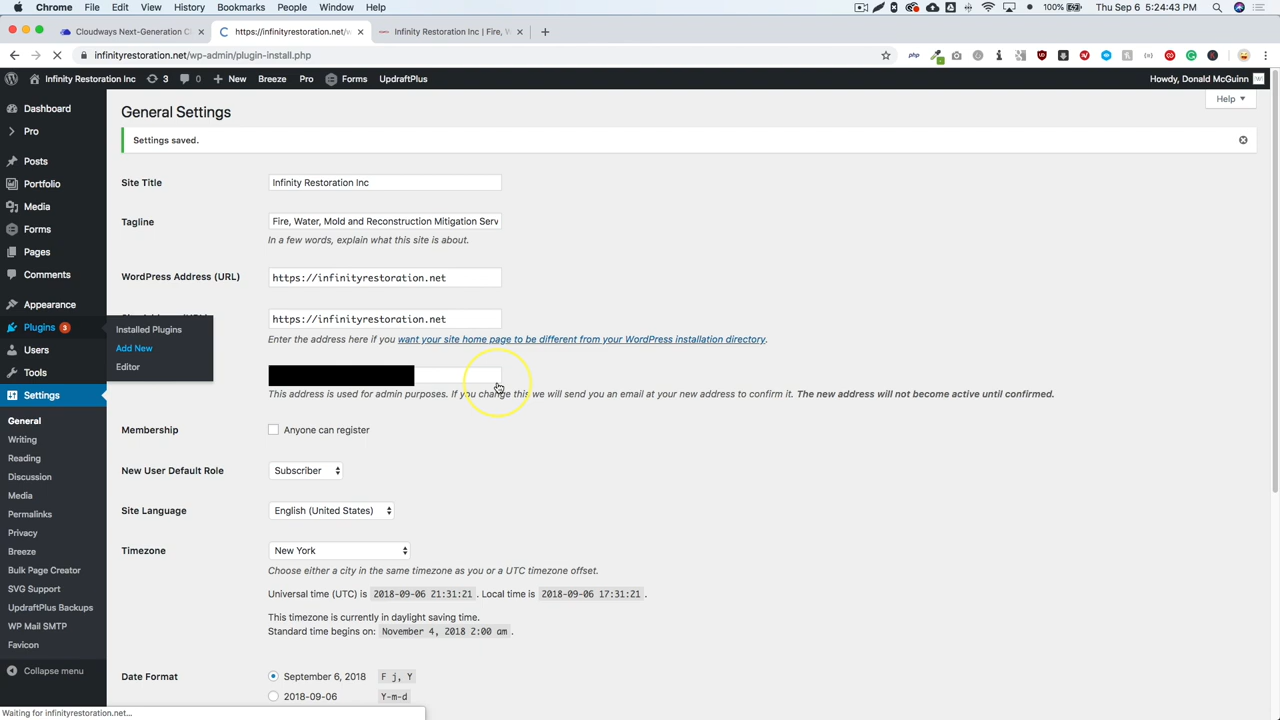 Chrome File Edit View History Bookmarks People Window Help
100% Thu Sep 6 5:24:43 PM
Cloudways Next-Generation C
https://infinityrestoration.net/w
Infinity Restoration Inc | Fire, W
infinityrestoration.net/wp-admin/plugin-install.php
php
Infinity Restoration Inc 3 0 New Breeze Pro Forms UpdraftPlus
Howdy, Donald McGuinn
Help
Dashboard
Pro
Posts
Portfolio
Media
Forms
Pages
Comments
Appearance
Plugins 3
Users
Tools
Settings
Installed Plugins
Add New
Editor
General
Writing
Reading
Discussion
Media
Permalinks
Privacy
Breeze
Bulk Page Creator
SVG Support
UpdraftPlus Backups
WP Mail SMTP
Favicon
Collapse menu
General Settings
Settings saved.
Site Title
Infinity Restoration Inc
Tagline
Fire, Water, Mold and Reconstruction Mitigation Serv
In a few words, explain what this site is about.
WordPress Address (URL)
https://infinityrestoration.net
https://infinityrestoration.net
Enter the address here if you want your site home page to be different from your WordPress installation directory.
This address is used for admin purposes. If you change this we will send you an email at your new address to confirm it. The new address will not become active until confirmed.
Membership
Anyone can register
New User Default Role
Subscriber
Site Language
English (United States)
Timezone
New York
Choose either a city in the same timezone as you or a UTC timezone offset.
Universal time (UTC) is 2018-09-06 21:31:21 . Local time is 2018-09-06 17:31:21 .
This timezone is currently in daylight saving time.
Standard time begins on: November 4, 2018 2:00 am .
Date Format
September 6, 2018 F j, Y
2018-09-06 Y-m-d
Waiting for infinityrestoration.net...